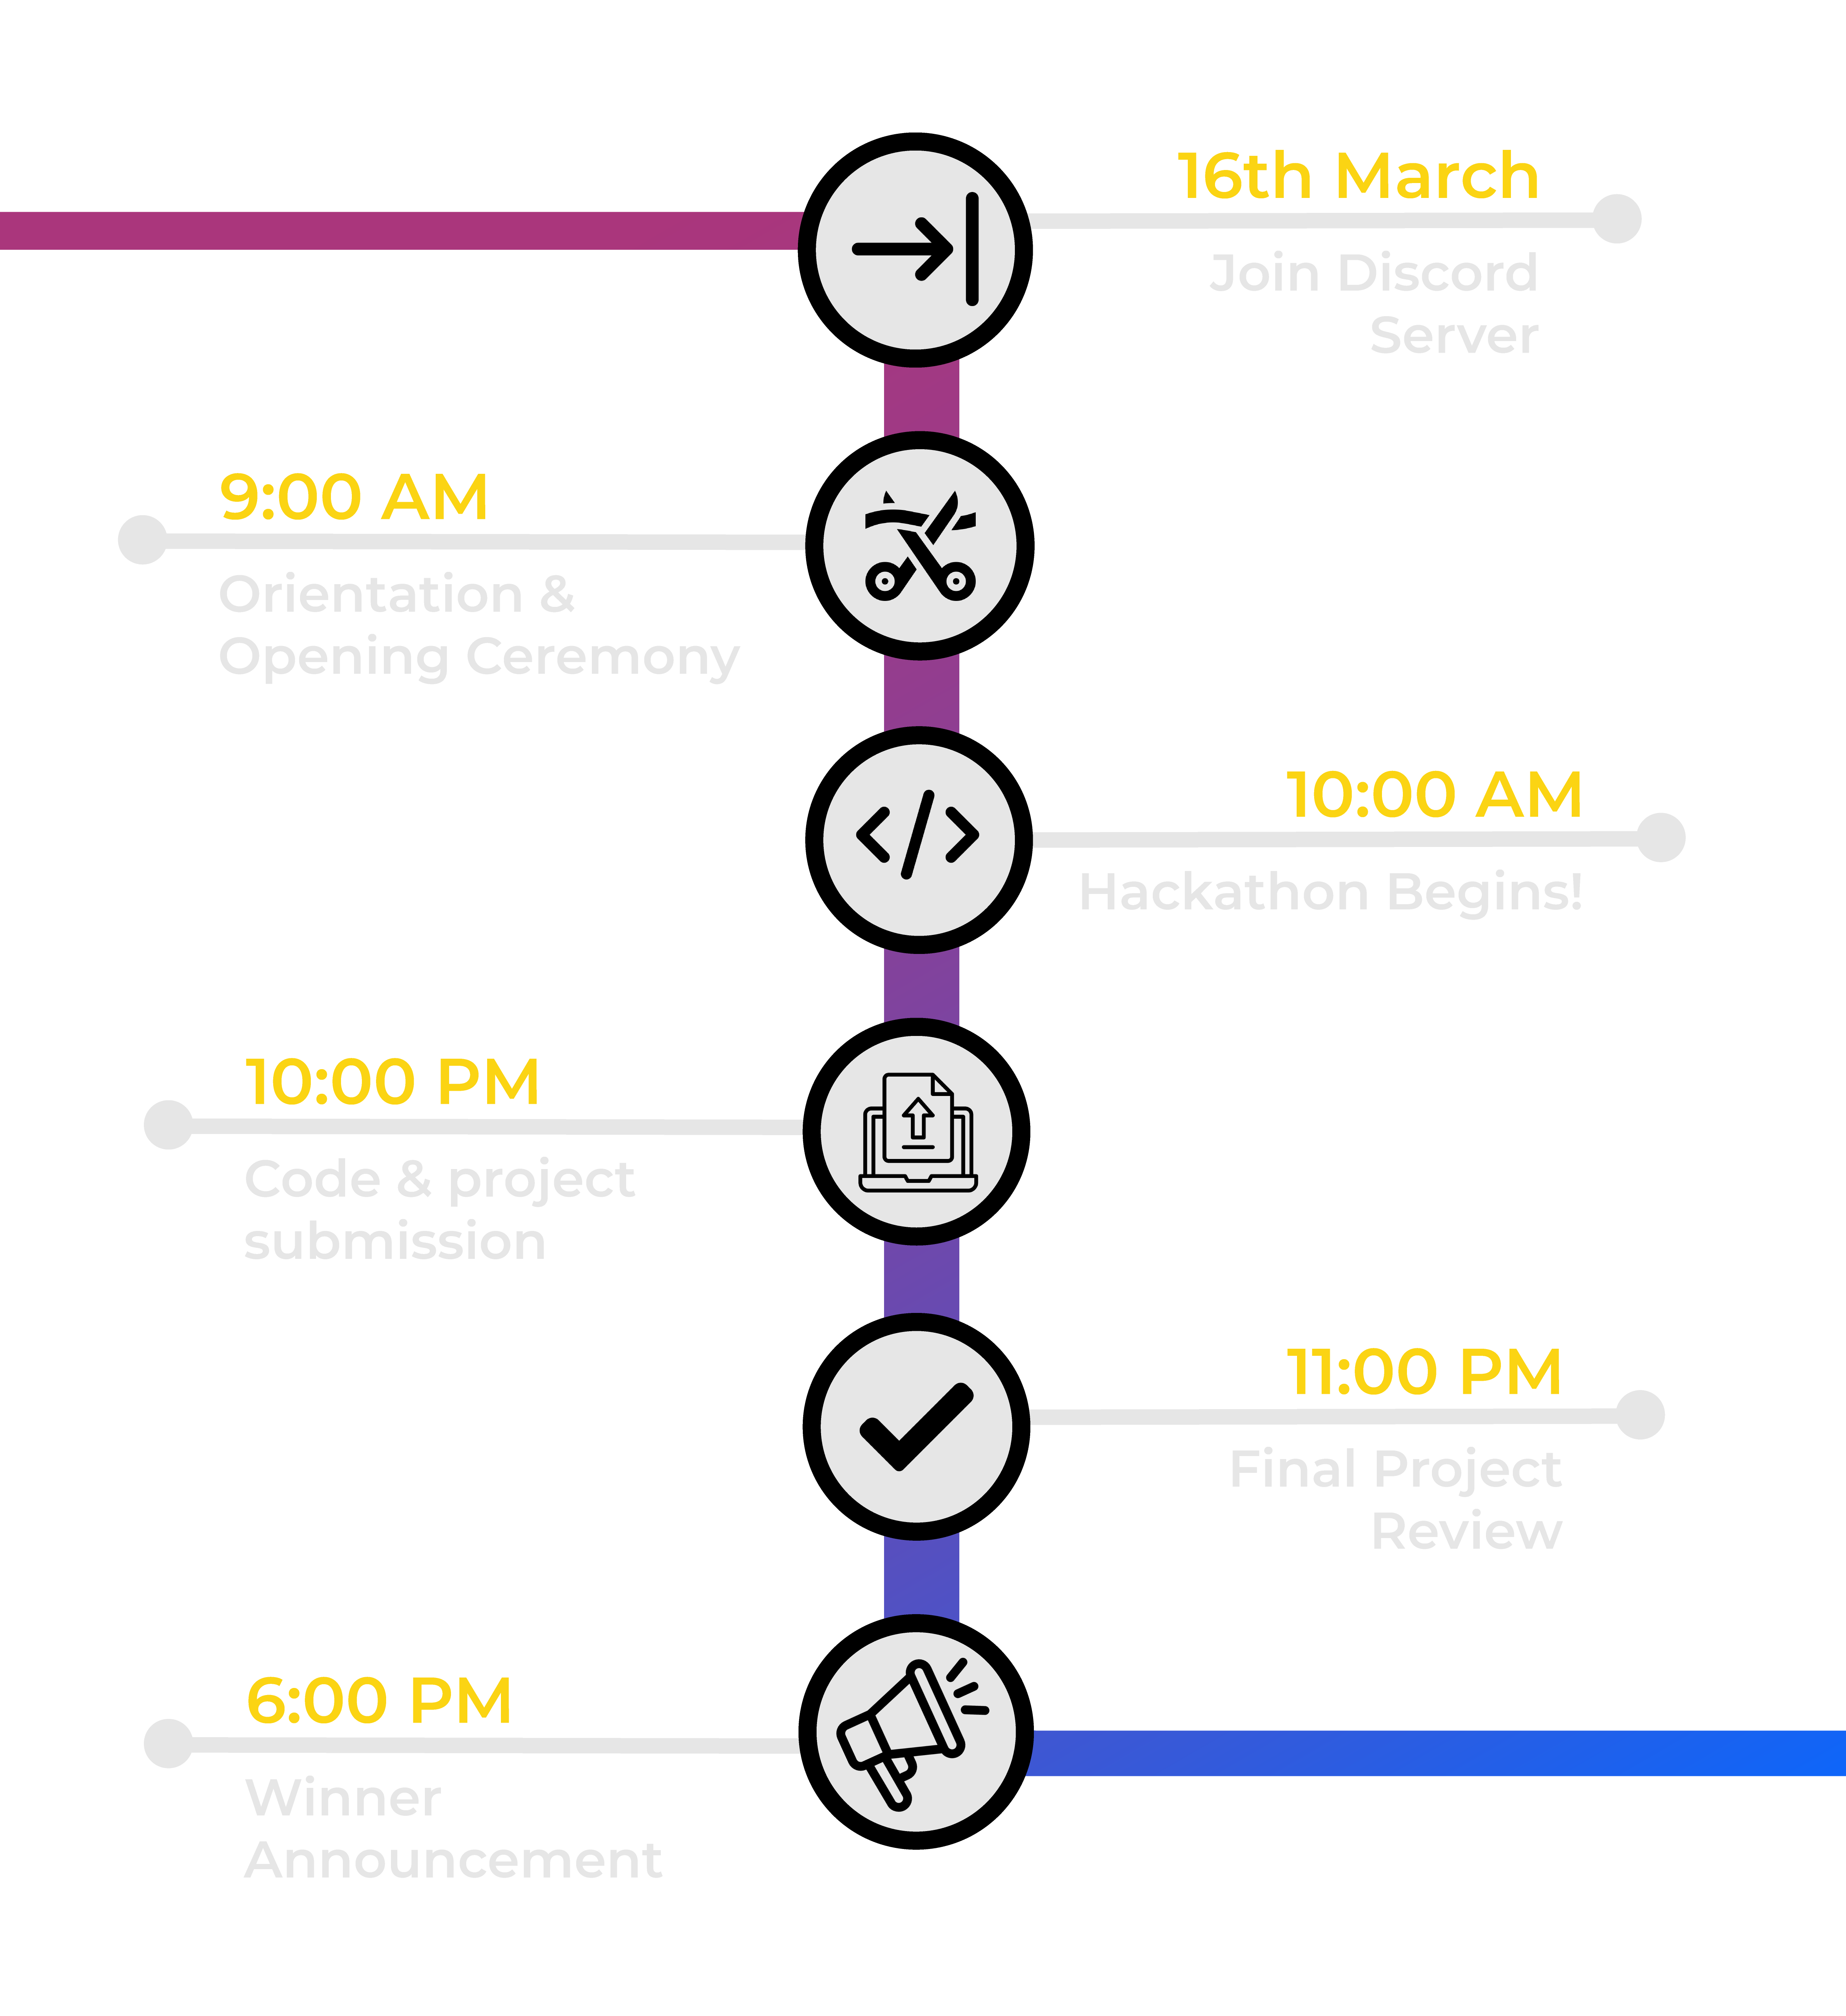 16th March
Join Discord
Server
9:00 AM
Orientation &
Opening Ceremony
10:00 AM
Hackathon Begins!
10:00 PM
Code & project
submission
11:00 PM
Final Project
Review
6:00 PM
Winner
Announcement